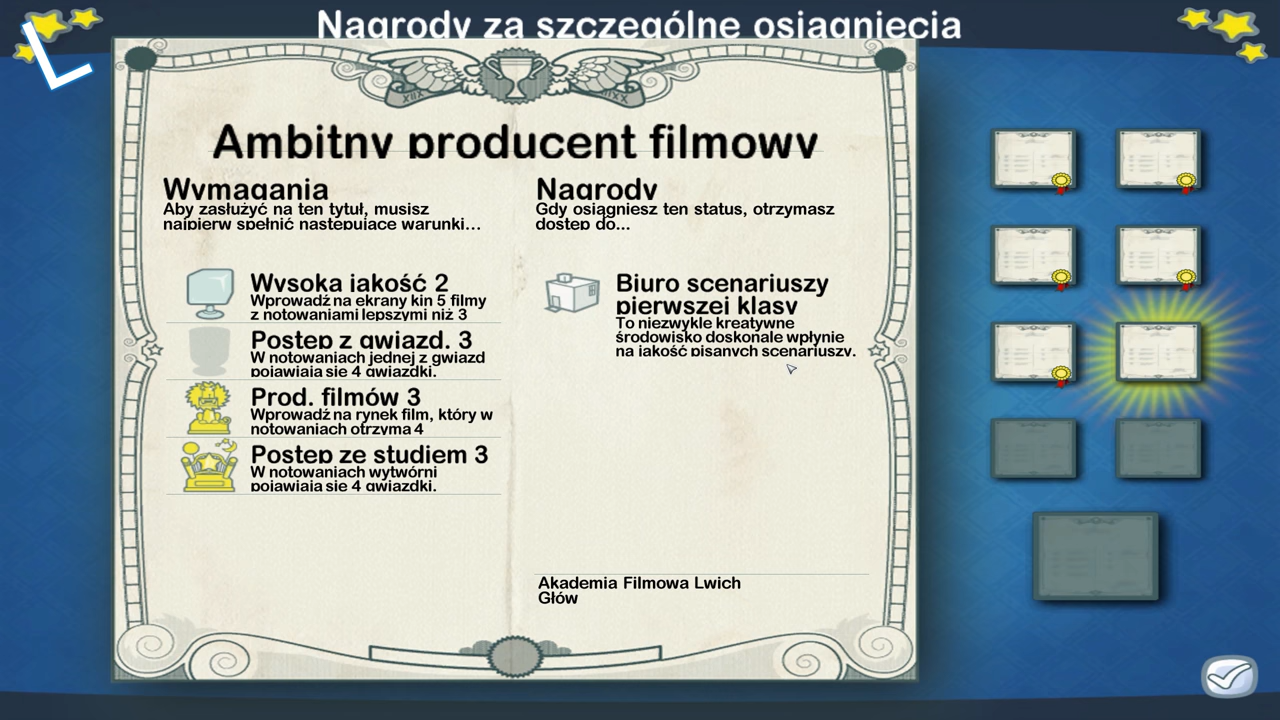 Nagrody za szczególne osiągnięcia
Ambitny producent filmowy
Wymagania
Aby zasłużyć na ten tytuł, musisz
najpierw spełnić następujące warunki...
Wysoka jakość 2
Wprowadź na ekrany kin 5 filmy
z notowaniami lepszymi niż 3
Postęp z gwiazd. 3
W notowaniach jednej z gwiazd
pojawiają się 4 gwiazdki.
Prod. filmów 3
Wprowadź na rynek film, który w
notowaniach otrzyma 4
Postęp ze studiem 3
W notowaniach wytwórni
pojawiają się 4 gwiazdki.
Nagrody
Gdy osiągniesz ten status, otrzymasz
dostęp do...
Biuro scenariuszy
pierwszej klasy
To niezwykle kreatywne
środowisko doskonale wpłynie
na jakość pisanych scenariuszy.
Akademia Filmowa Lwich
Głów